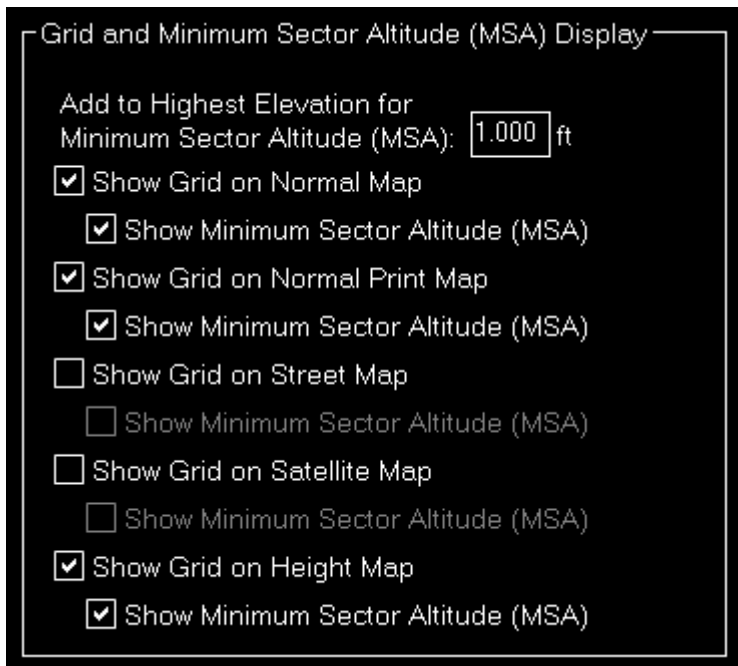 Grid and Minimum Sector Altitude (MSA) Display
Add to Highest Elevation for
Minimum Sector Altitude (MSA): 1.000 ft
Show Grid on Normal Map
Show Minimum Sector Altitude (MSA)
Show Grid on Normal Print Map
Show Minimum Sector Altitude (MSA)
Show Grid on Street Map
Show Minimum Sector Altitude (MSA)
Show Grid on Satellite Map
Show Minimum Sector Altitude (MSA)
Show Grid on Height Map
Show Minimum Sector Altitude (MSA)